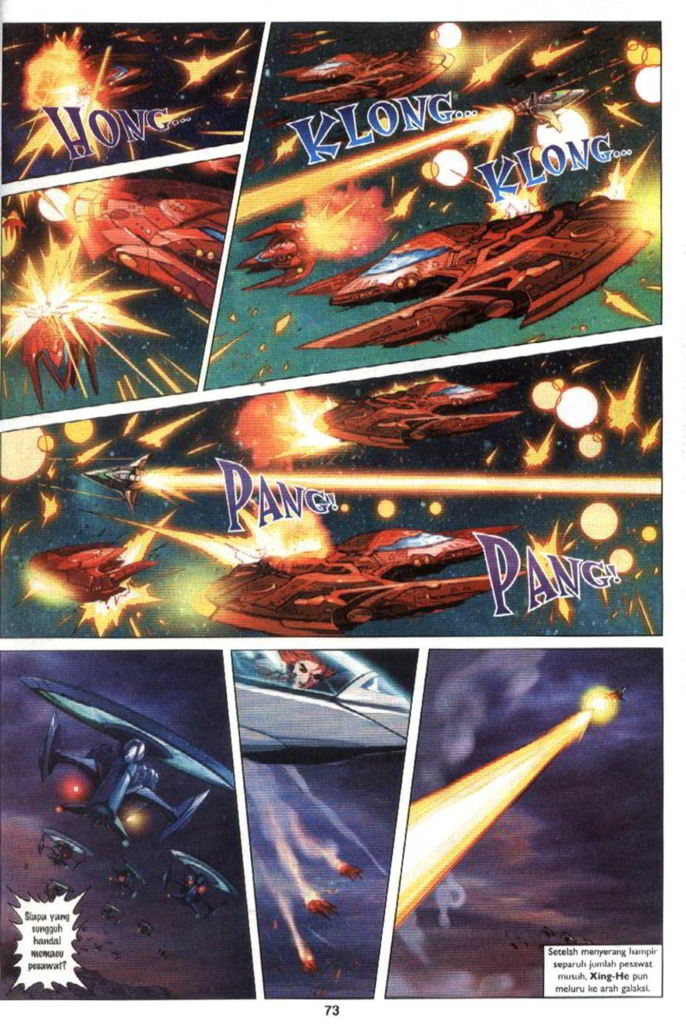 HONG...
KLONG...
KLONG...
PANG!
PANG!
Siapa yang
sungguh
handal
memacu
pesawat?
Setelah menyerang hampir
separuh jumlah pesawat
musuh, Xing-He pun
meluru ke arah galaksi.
73